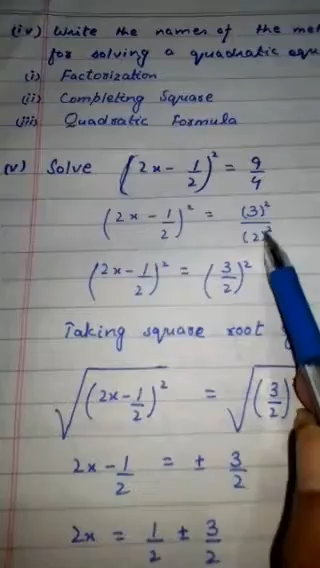 (iv) Write the names of the
for solving a quadratic
(i) Factorization
(ii) Completing Square
(iii) Quadratic Formula
(v) Solve (2x - 1/2)² = 9/4
(2x - 1/2)² = (3)²/(2)²
(2x - 1/2)² = (3/2)²
Taking square root
√(2x - 1/2)² = √(3/2)
2x - 1/2 = ± 3/2
2x = 1/2 ± 3/2